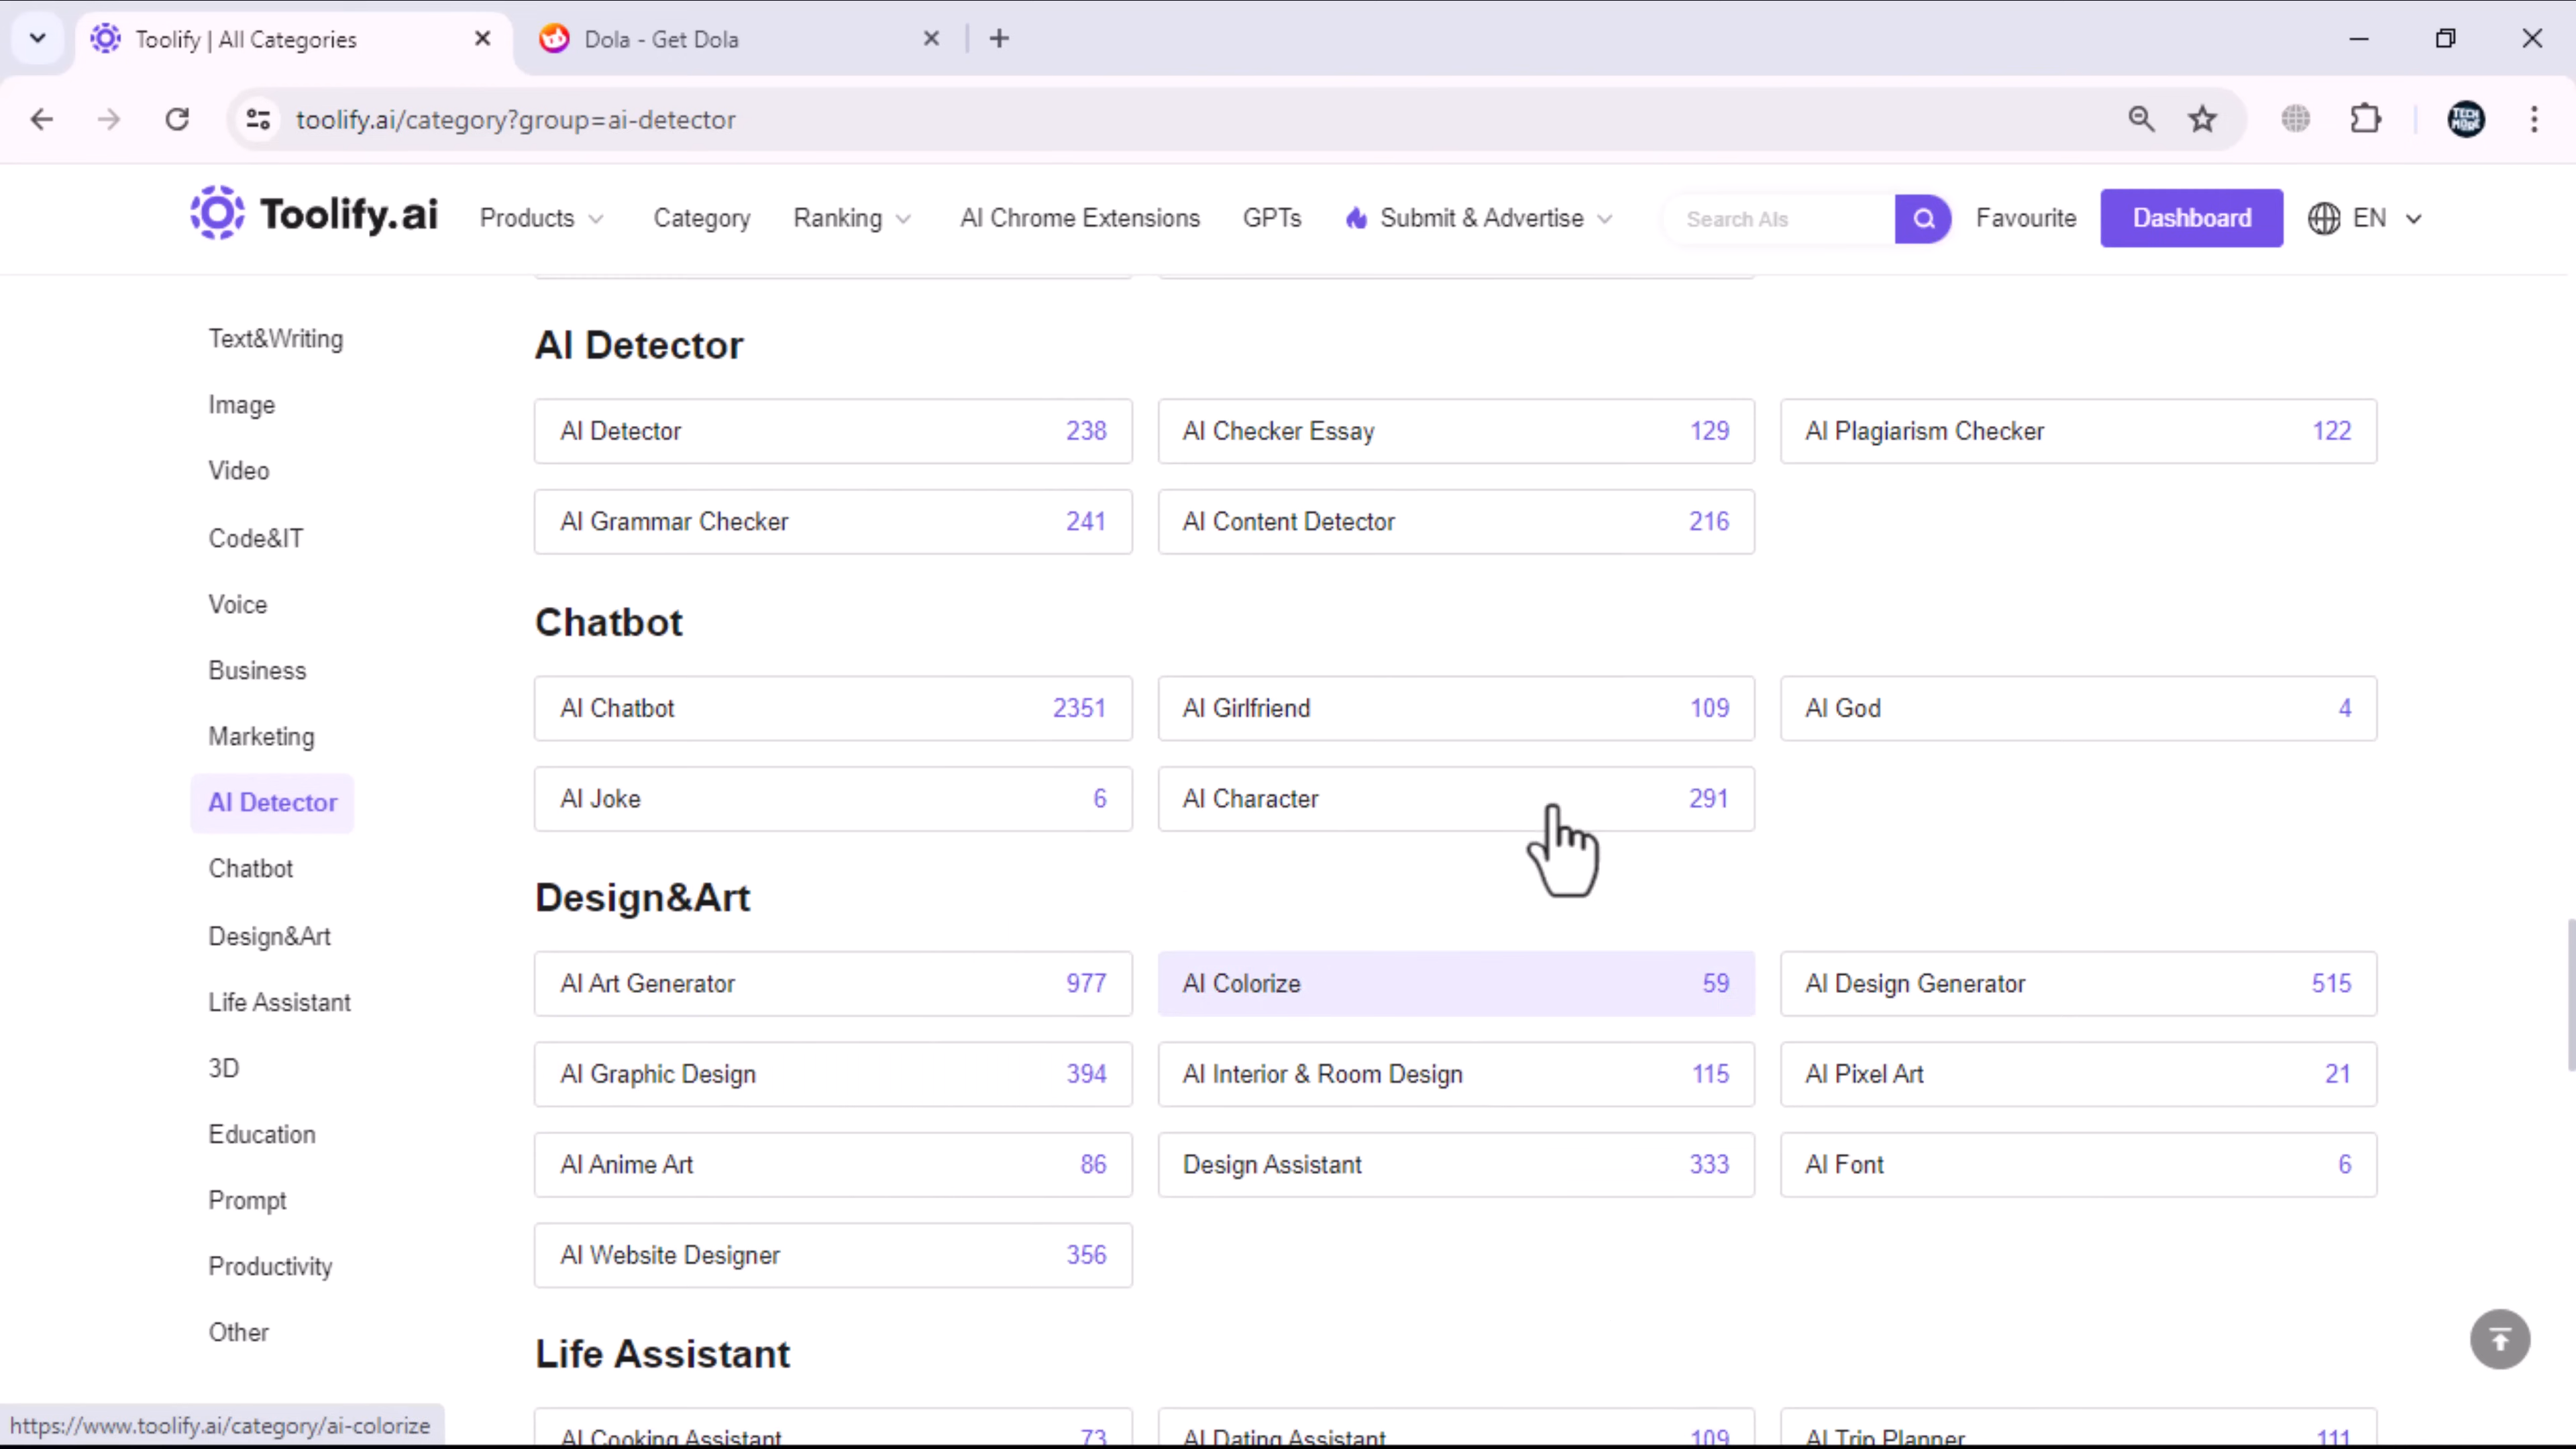 Toolify | All Categories
Dola - Get Dola
toolify.ai/category?group=ai-detector
TECH MODE
Toolify.ai
Products
Category
Ranking
AI Chrome Extensions
GPTs
Submit & Advertise
Search AIs
Favourite
Dashboard
EN
Text&Writing
Image
Video
Code&IT
Voice
Business
Marketing
AI Detector
Chatbot
Design&Art
Life Assistant
3D
Education
Prompt
Productivity
Other
AI Detector
AI Detector 238
AI Checker Essay 129
AI Plagiarism Checker 122
AI Grammar Checker 241
AI Content Detector 216
Chatbot
AI Chatbot 2351
AI Girlfriend 109
AI God 4
AI Joke 6
AI Character 291
Design&Art
AI Art Generator 977
AI Colorize 59
AI Design Generator 515
AI Graphic Design 394
AI Interior & Room Design 115
AI Pixel Art 21
AI Anime Art 86
Design Assistant 333
AI Font 6
AI Website Designer 356
Life Assistant
AI Cooking Assistant 73
AI Dating Assistant 109
AI Trip Planner 111
https://www.toolify.ai/category/ai-colorize